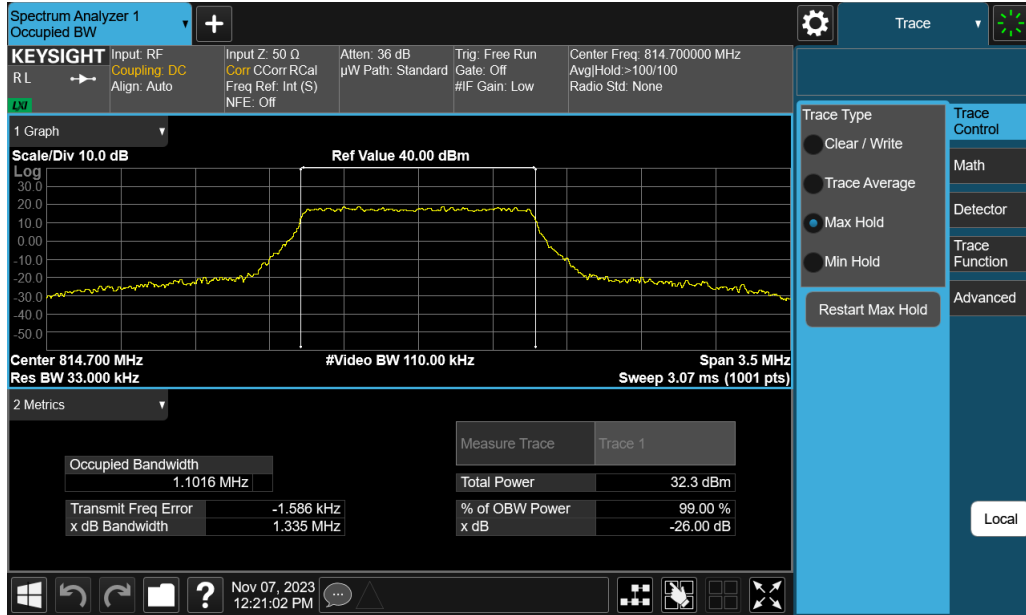 Spectrum Analyzer 1
Occupied BW
Trace
KEYSIGHT
R L
LXI
Input: RF
Coupling: DC
Align: Auto
Input Z: 50 Ω
Corr CCorr RCal
Freq Ref: Int (S)
NFE: Off
Atten: 36 dB
µW Path: Standard
Trig: Free Run
Gate: Off
#IF Gain: Low
Center Freq: 814.700000 MHz
Avg|Hold:>100/100
Radio Std: None
1 Graph
Scale/Div 10.0 dB
Ref Value 40.00 dBm
Log
30.0
20.0
10.0
0.00
-10.0
-20.0
-30.0
-40.0
-50.0
Center 814.700 MHz
#Video BW 110.00 kHz
Span 3.5 MHz
Res BW 33.000 kHz
Sweep 3.07 ms (1001 pts)
2 Metrics
Measure Trace
Trace 1
Occupied Bandwidth
1.1016 MHz
Total Power
32.3 dBm
Transmit Freq Error
-1.586 kHz
% of OBW Power
99.00 %
x dB Bandwidth
1.335 MHz
x dB
-26.00 dB
Trace Type
Clear / Write
Trace Average
Max Hold
Min Hold
Restart Max Hold
Trace
Control
Math
Detector
Trace
Function
Advanced
Local
?
Nov 07, 2023
12:21:02 PM